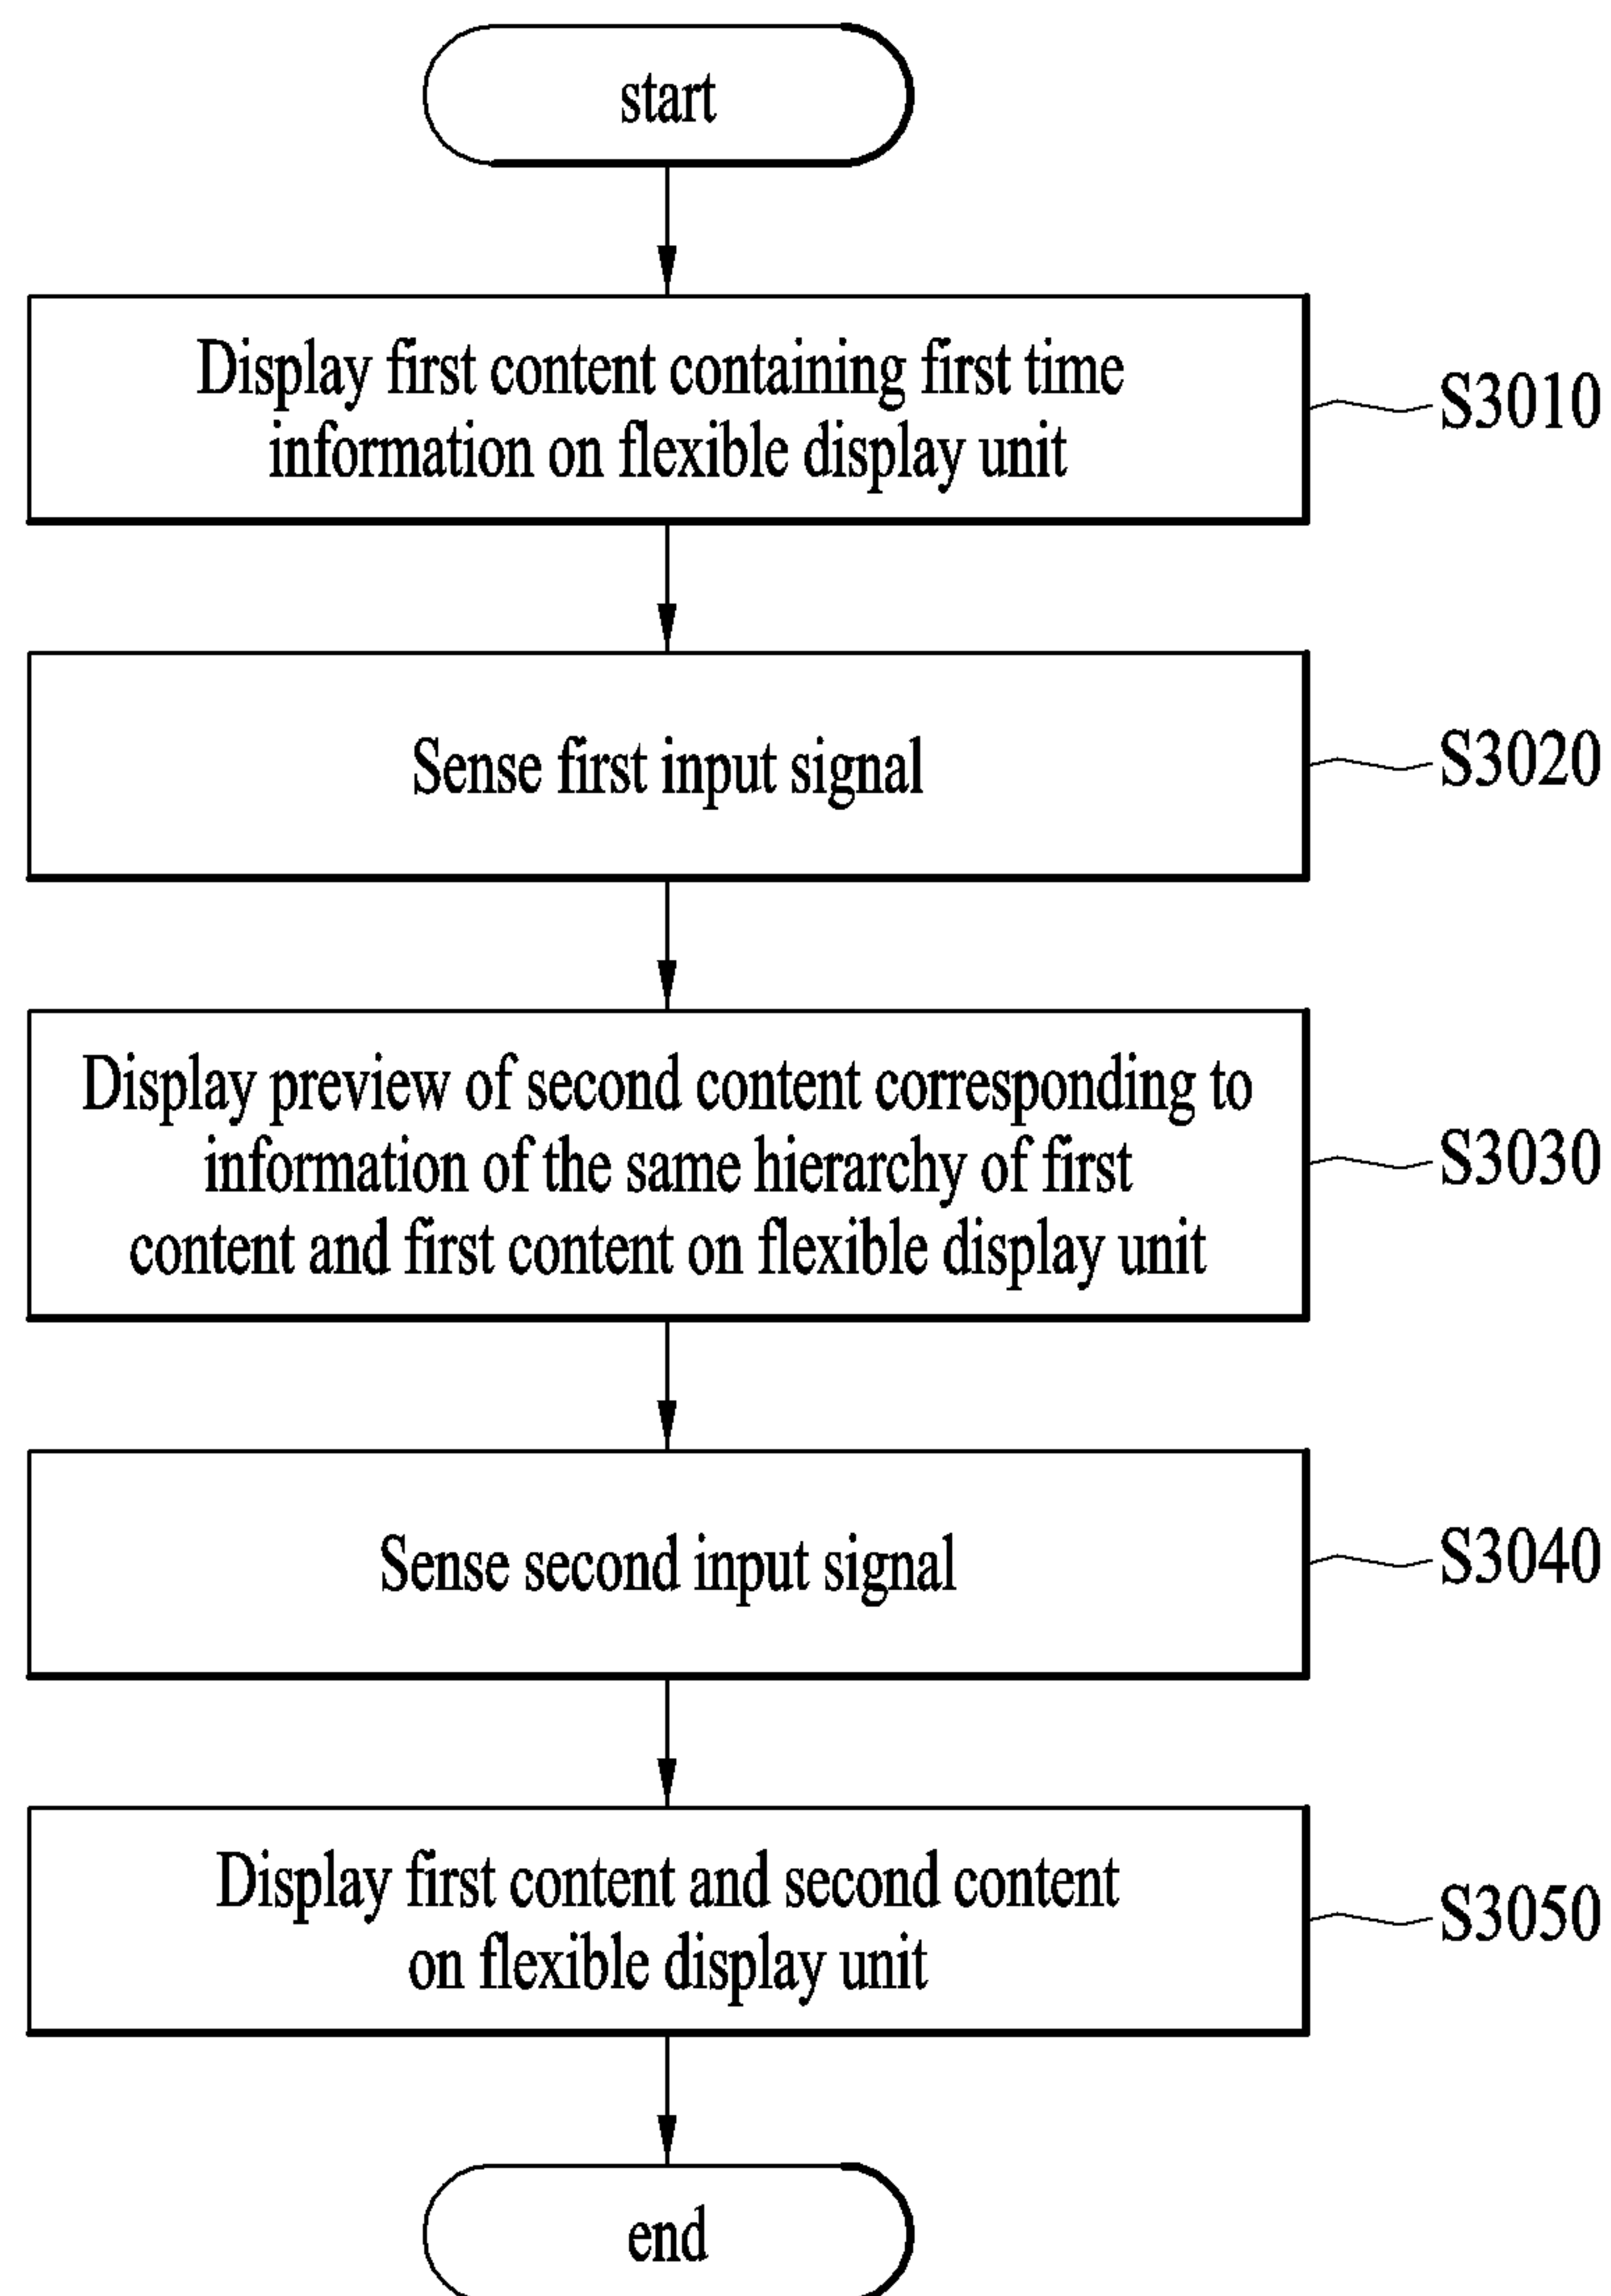 start
Display first content containing first time
information on flexible display unit
S3010
Sense first input signal
S3020
Display preview of second content corresponding to
information of the same hierarchy of first
content and first content on flexible display unit
S3030
Sense second input signal
S3040
Display first content and second content
on flexible display unit
S3050
end